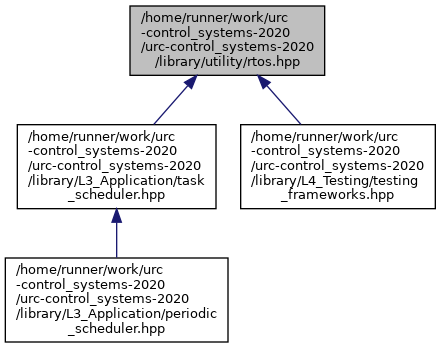 /home/runner/work/urc
-control_systems-2020
/urc-control_systems-2020
/library/utility/rtos.hpp
/home/runner/work/urc
-control_systems-2020
/urc-control_systems-2020
/library/L3_Application/task
_scheduler.hpp
/home/runner/work/urc
-control_systems-2020
/urc-control_systems-2020
/library/L4_Testing/testing
_frameworks.hpp
/home/runner/work/urc
-control_systems-2020
/urc-control_systems-2020
/library/L3_Application/periodic
_scheduler.hpp